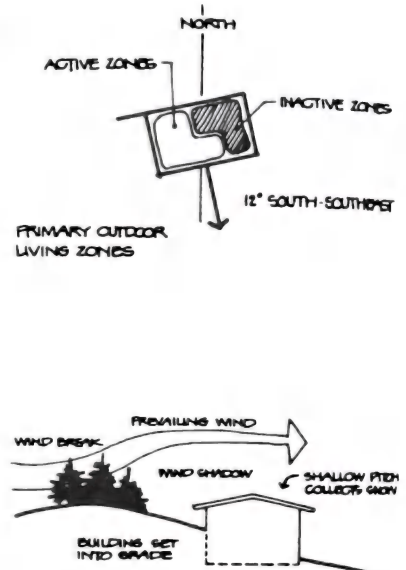 NORTH
ACTIVE ZONES
INACTIVE ZONES
12° SOUTH-SOUTHEAST
PRIMARY OUTDOOR
LIVING ZONES
PREVAILING WIND
WIND BREAK
WIND SHADOW
SHALLOW PITCH
COLLECTS SNOW
BUILDING SET
INTO GRADE